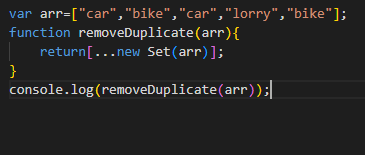 var arr=["car","bike","car","lorry","bike"];
function removeDuplicate(arr){
    return[...new Set(arr)];
}
console.log(removeDuplicate(arr));